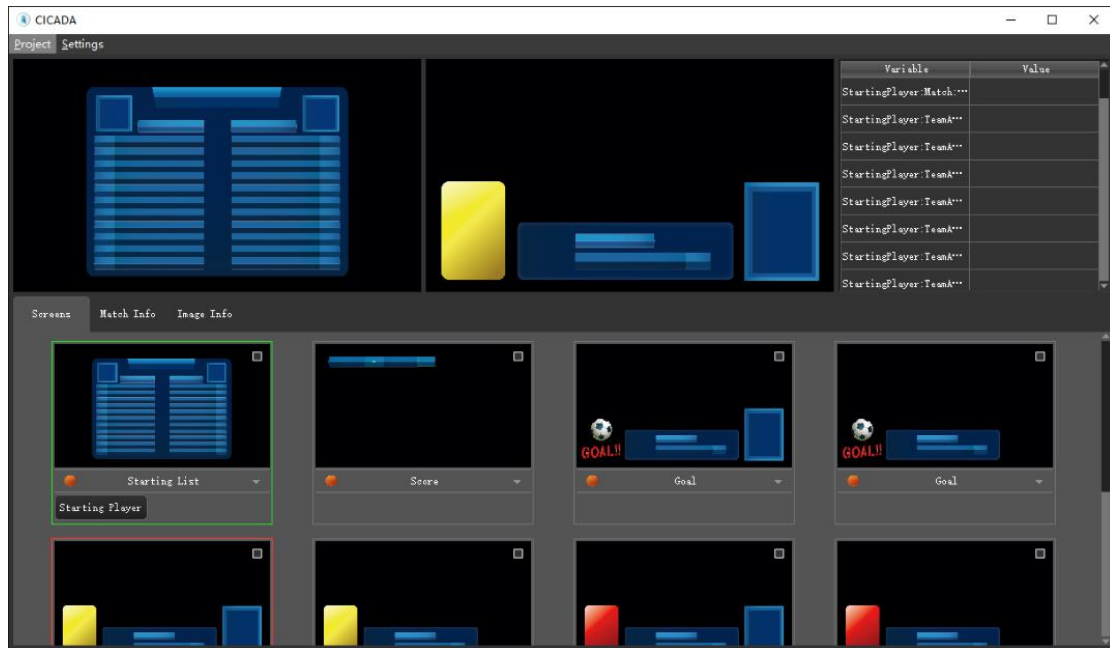 CICADA
Project Settings
Variable Value
StartingPlayer:Match:···
StartingPlayer:TeamA···
StartingPlayer:TeamA···
StartingPlayer:TeamA···
StartingPlayer:TeamA···
StartingPlayer:TeamA···
StartingPlayer:TeamA···
StartingPlayer:TeamA···
Screens Match Info Image Info
GOAL!! GOAL!!
Starting List Score Goal Goal
Starting Player